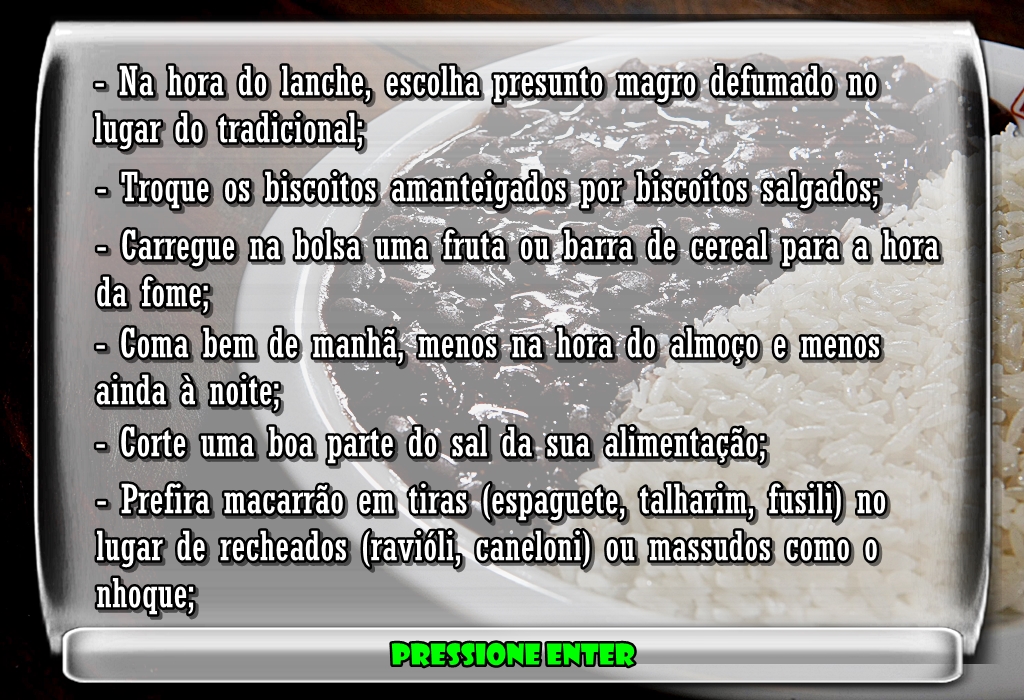 - Na hora do lanche, escolha presunto magro defumado no
lugar do tradicional;
- Troque os biscoitos amanteigados por biscoitos salgados;
- Carregue na bolsa uma fruta ou barra de cereal para a hora
da fome;
- Coma bem de manhã, menos na hora do almoço e menos
ainda à noite;
- Corte uma boa parte do sal da sua alimentação;
- Prefira macarrão em tiras (espaguete, talharim, fusili) no
lugar de recheados (ravióli, caneloni) ou massudos como o
nhoque;
PRESSIONE ENTER